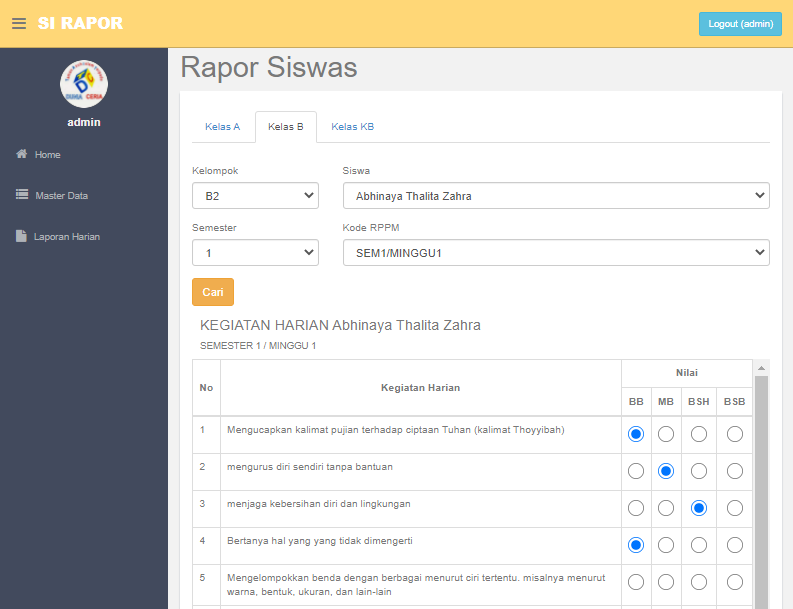 SI RAPOR
Logout (admin)
DUNIA CERIA
admin
Home
Master Data
Laporan Harian
Rapor Siswas
Kelas A
Kelas B
Kelas KB
Kelompok
Siswa
B2
Abhinaya Thalita Zahra
Semester
Kode RPPM
1
SEM1/MINGGU1
Cari
KEGIATAN HARIAN Abhinaya Thalita Zahra
SEMESTER 1 / MINGGU 1
No
Kegiatan Harian
Nilai
BB MB BSH BSB
1 Mengucapkan kalimat pujian terhadap ciptaan Tuhan (kalimat Thoyyibah)
2 mengurus diri sendiri tanpa bantuan
3 menjaga kebersihan diri dan lingkungan
4 Bertanya hal yang yang tidak dimengerti
5 Mengelompokkan benda dengan berbagai menurut ciri tertentu. misalnya menurut
warna, bentuk, ukuran, dan lain-lain